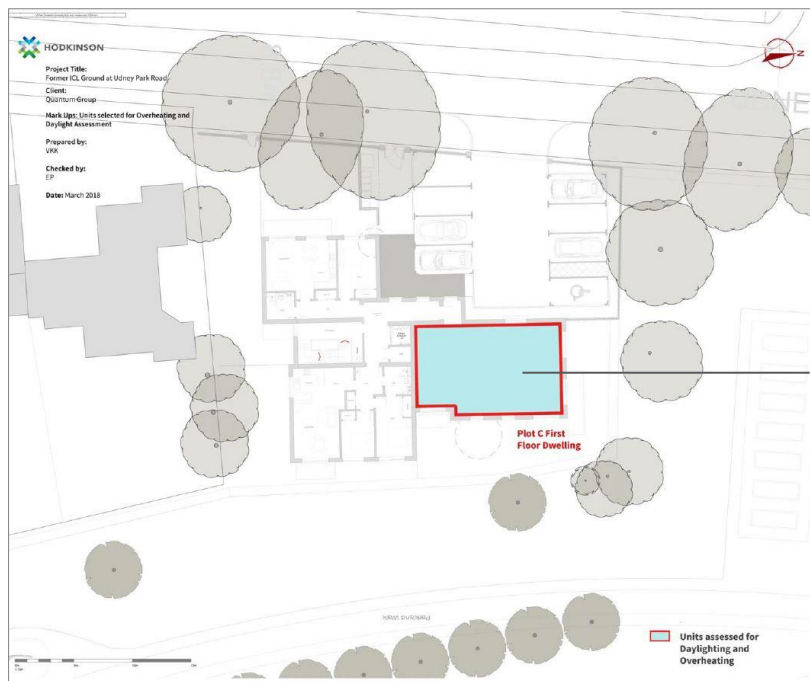 HODKINSON
Project Title:
Former ICL Ground at Udney Park Road
Client:
Quantum Group
Mark Ups: Units selected for Overheating and
Daylight Assessment
Prepared by:
VKK
Checked by:
EP
Date: March 2018
N
Plot C First
Floor Dwelling
Parkland Walk
Units assessed for
Daylighting and
Overheating